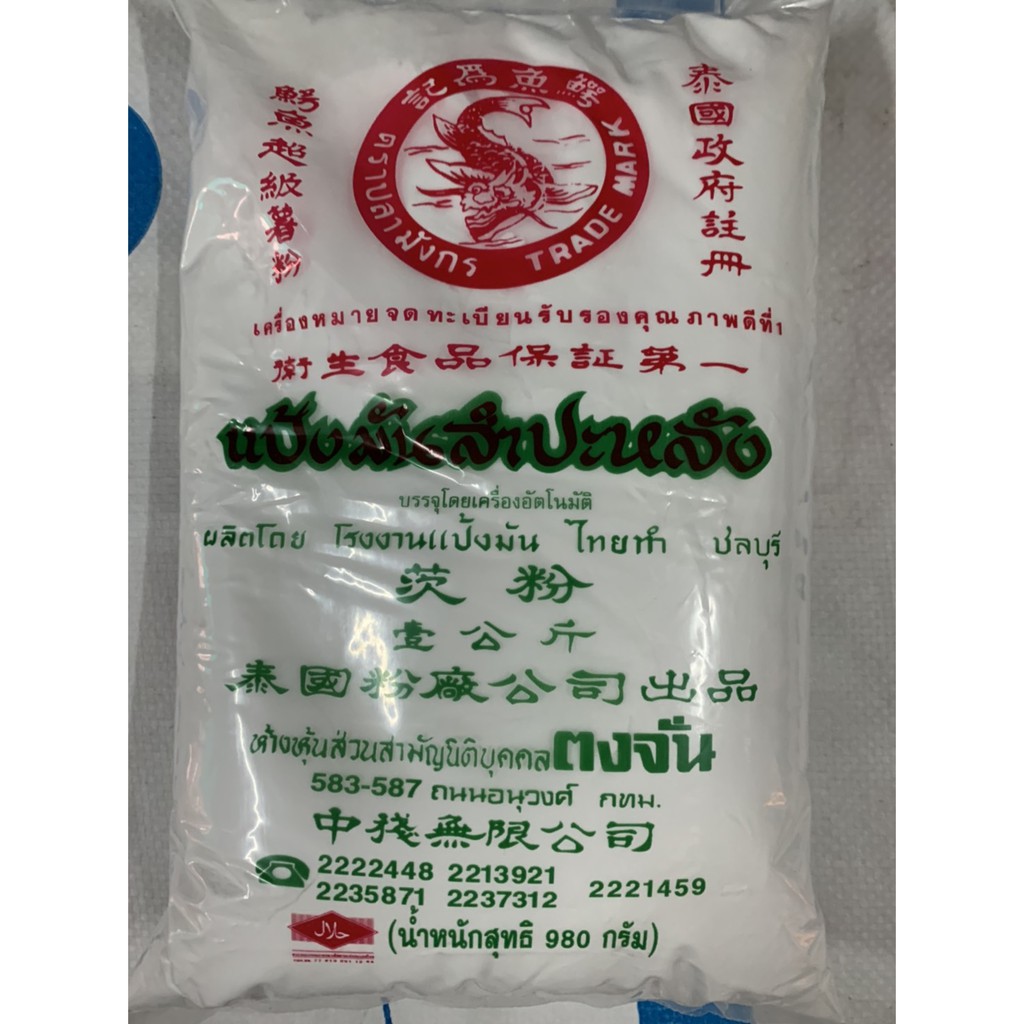 鱷魚為記
ตราปลามังกร TRADE MARK
鳄魚超級薯粉
泰國政府註冊
เครื่องหมายจดทะเบียนรับรองคุณภาพดีที่1
衛生食品保証第一
แป้งมันสำปะหลัง
บรรจุโดยเครื่องอัตโนมัติ
ผลิตโดย โรงงานแป้งมัน ไทยทำ ชลบุรี
茨粉
壹公斤
泰國粉廠公司出品
ห้างหุ้นส่วนสามัญนิติบุคคลตงจั่น
583-587 ถนนอนุวงศ์ กทม.
中棧無限公司
2222448 2213921
2235871 2237312 2221459
حلال
(น้ำหนักสุทธิ 980 กรัม)